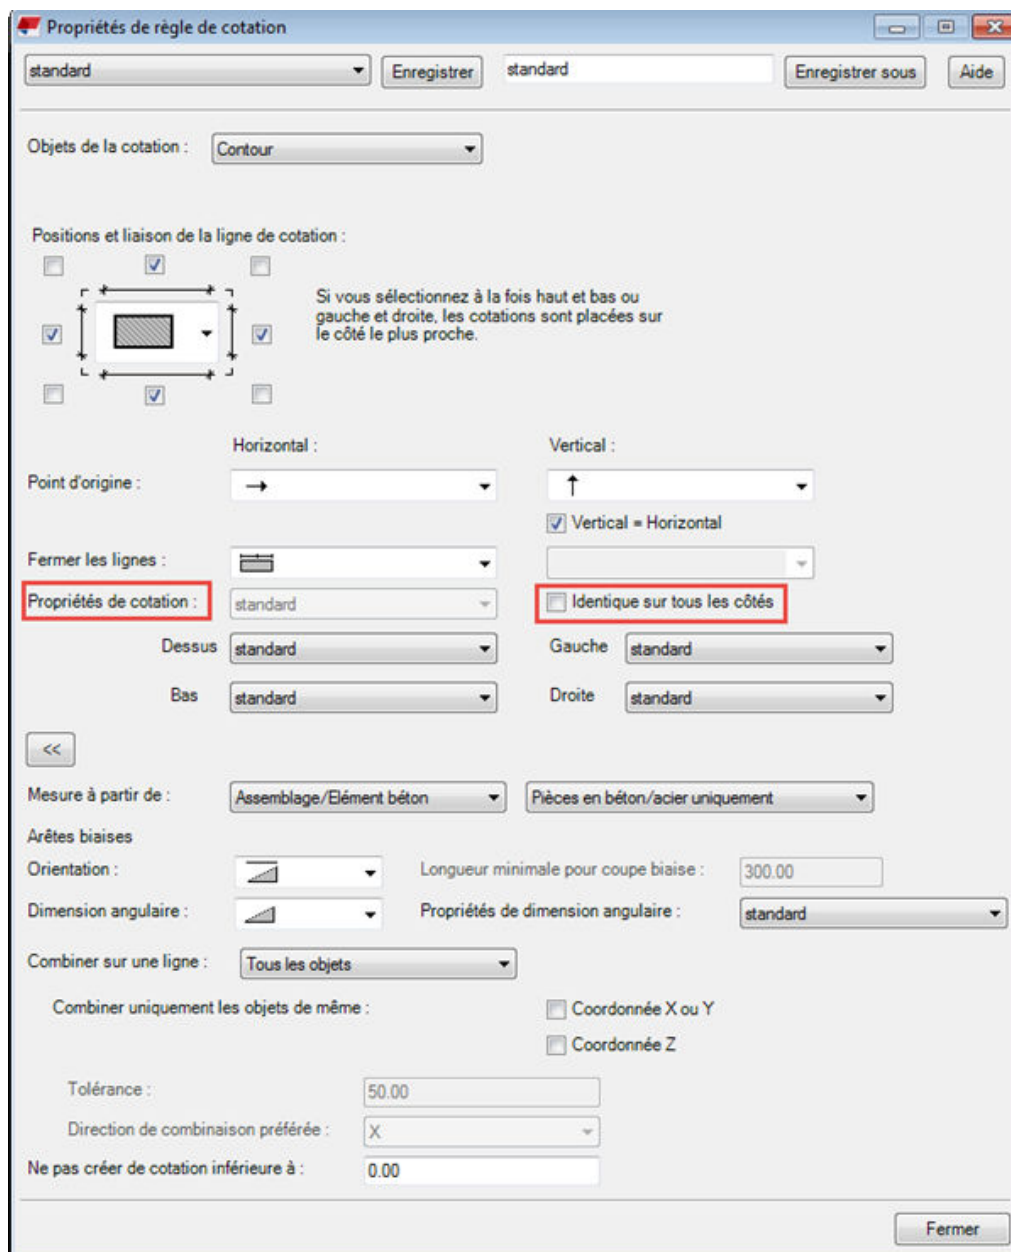 Propriétés de règle de cotation
standard Enregistrer standard Enregistrer sous Aide
Objets de la cotation : Contour
Positions et liaison de la ligne de cotation :
Si vous sélectionnez à la fois haut et bas ou
gauche et droite, les cotations sont placées sur
le côté le plus proche.
Horizontal : Vertical :
Point d'origine :
Vertical = Horizontal
Fermer les lignes :
Propriétés de cotation : standard Identique sur tous les côtés
Dessus standard Gauche standard
Bas standard Droite standard
<<
Mesure à partir de : Assemblage/Elément béton Pièces en béton/acier uniquement
Arêtes biaises
Orientation : Longueur minimale pour coupe biaise : 300.00
Dimension angulaire : Propriétés de dimension angulaire : standard
Combiner sur une ligne : Tous les objets
Combiner uniquement les objets de même : Coordonnée X ou Y
Coordonnée Z
Tolérance : 50.00
Direction de combinaison préférée : X
Ne pas créer de cotation inférieure à : 0.00
Fermer